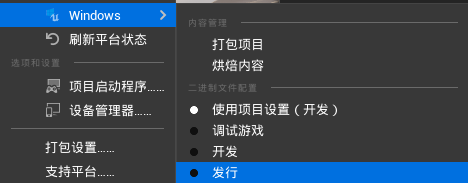 Windows
刷新平台状态
选项和设置
项目启动程序......
设备管理器......
打包设置......
支持平台......
内容管理
打包项目
烘焙内容
二进制文件配置
使用项目设置（开发）
调试游戏
开发
发行